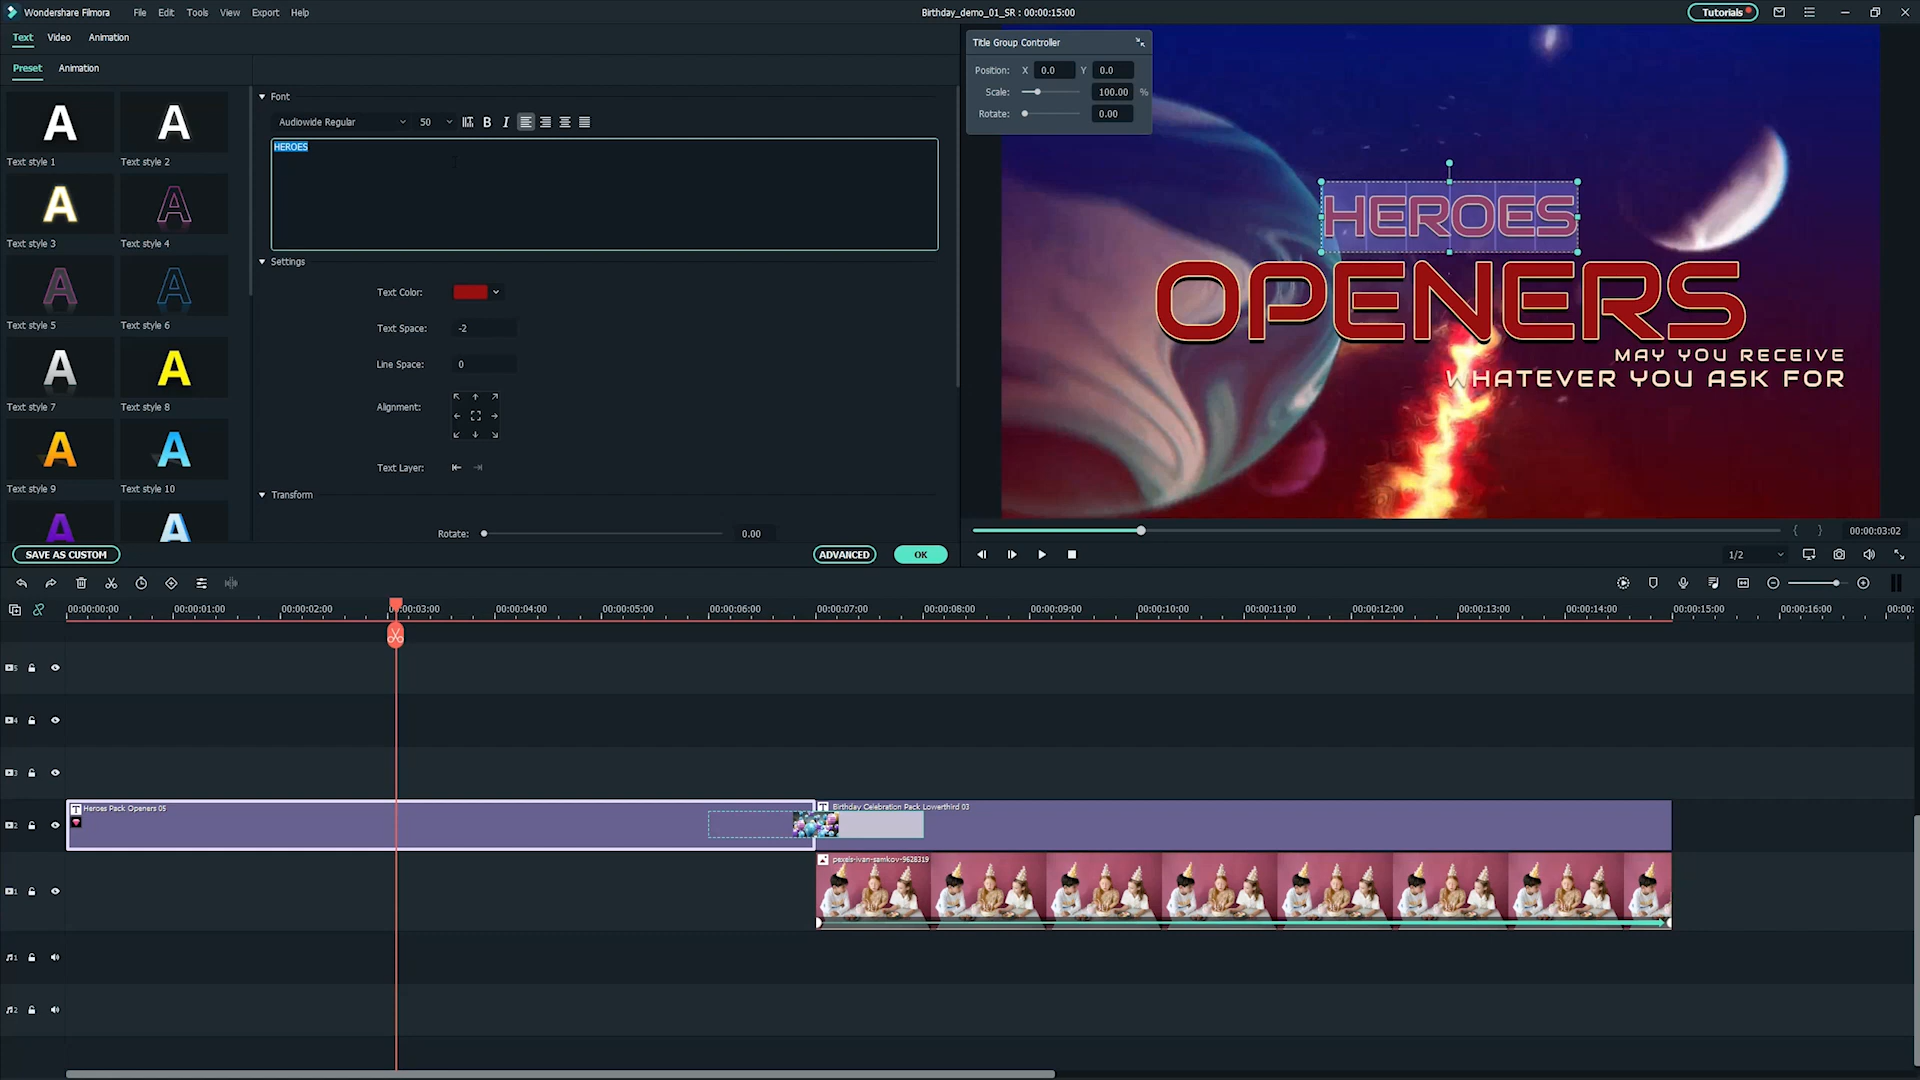 Wondershare Filmora File Edit Tools View Export Help
Birthday_demo_01_SR : 00:00:15:00
Tutorials
Text Video Animation
Preset Animation
Text style 1
Text style 2
Text style 3
Text style 4
Text style 5
Text style 6
Text style 7
Text style 8
Text style 9
Text style 10
SAVE AS CUSTOM
Font
Audiowide Regular 50 B I
HEROES
Settings
Text Color:
Text Space: -2
Line Space: 0
Alignment:
Text Layer:
Transform
Rotate: 0.00
ADVANCED OK
Title Group Controller
Position: X 0.0 Y 0.0
Scale: 100.00 %
Rotate: 0.00
HEROES
OPENERS
MAY YOU RECEIVE
WHATEVER YOU ASK FOR
{ } 00:00:03:02
1/2
00:00:00:00 00:00:01:00 00:00:02:00 00:00:03:00 00:00:04:00 00:00:05:00 00:00:06:00 00:00:07:00 00:00:08:00 00:00:09:00 00:00:10:00 00:00:11:00 00:00:12:00 00:00:13:00 00:00:14:00 00:00:15:00 00:00:16:00 00:00:
5
4
3
2
Heroes Pack Openers 05
Birthday Celebration Pack Lowerthird 03
1
pexels-ivan-samkov-9628319
1
2